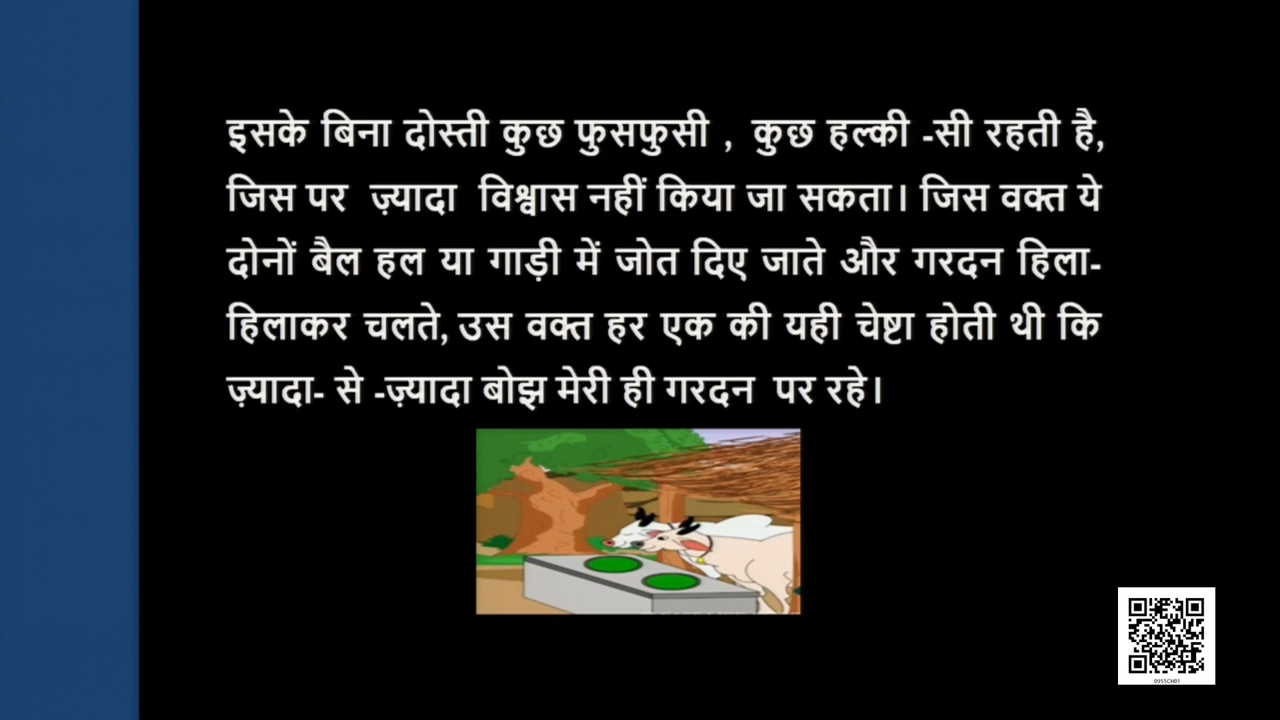 इसके बिना दोस्ती कुछ फुसफुसी , कुछ हल्की -सी रहती है,
जिस पर ज़्यादा विश्वास नहीं किया जा सकता। जिस वक्त ये
दोनों बैल हल या गाड़ी में जोत दिए जाते और गरदन हिला-
हिलाकर चलते, उस वक्त हर एक की यही चेष्टा होती थी कि
ज़्यादा- से -ज़्यादा बोझ मेरी ही गरदन पर रहे।
0955CH01